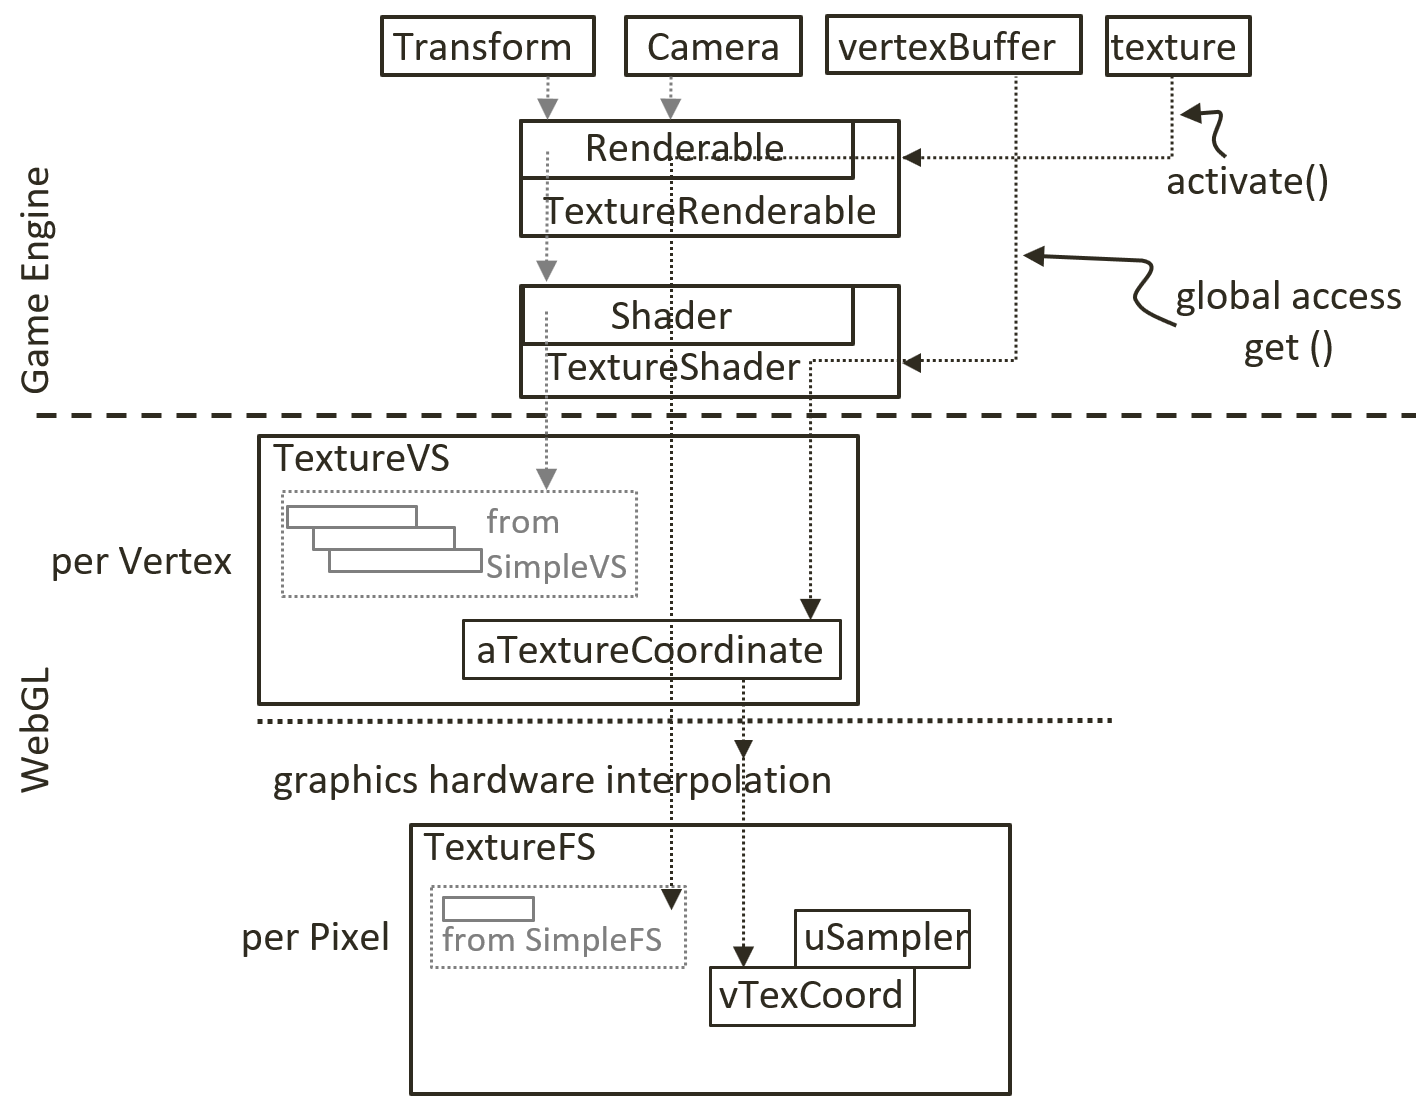 Transform
Camera
vertexBuffer
texture
Renderable
TextureRenderable
activate()
Game Engine
Shader
TextureShader
global access
get ()
TextureVS
from
SimpleVS
per Vertex
aTextureCoordinate
WebGL
graphics hardware interpolation
TextureFS
from SimpleFS
per Pixel
uSampler
vTexCoord